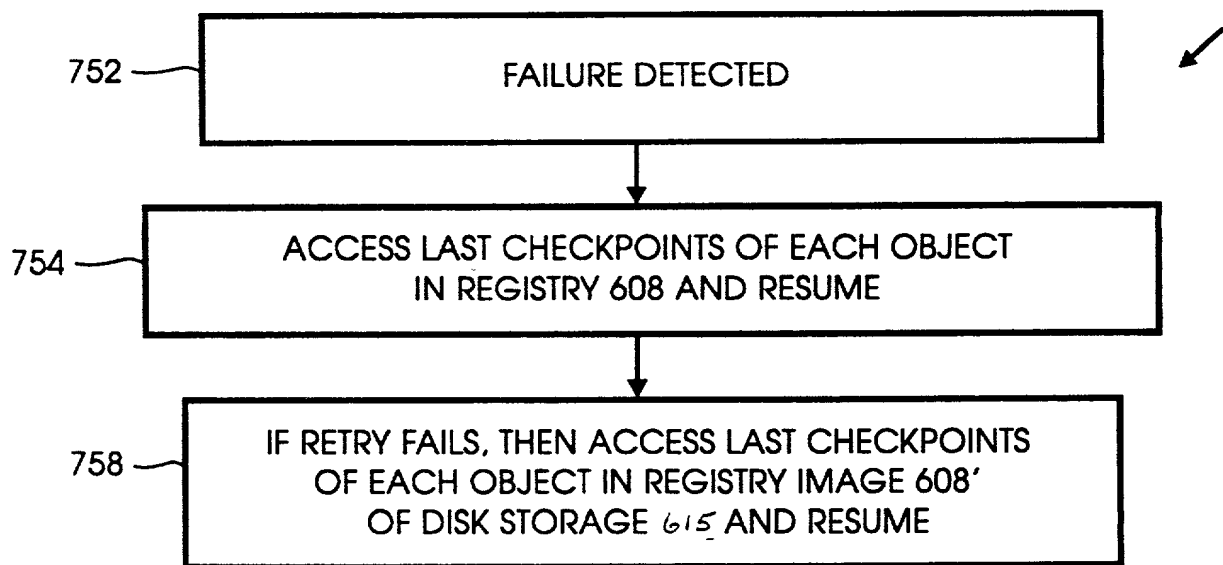 752
FAILURE DETECTED
754
ACCESS LAST CHECKPOINTS OF EACH OBJECT
IN REGISTRY 608 AND RESUME
758
IF RETRY FAILS, THEN ACCESS LAST CHECKPOINTS
OF EACH OBJECT IN REGISTRY IMAGE 608'
OF DISK STORAGE 615 AND RESUME